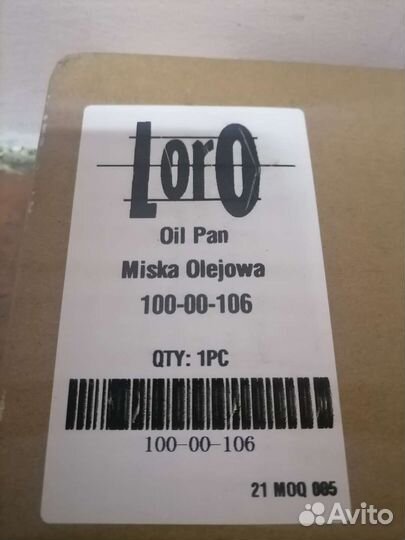 LorO
Oil Pan
Miska Olejowa
100-00-106
QTY: 1PC
100-00-106
21 MOQ 005
Avito